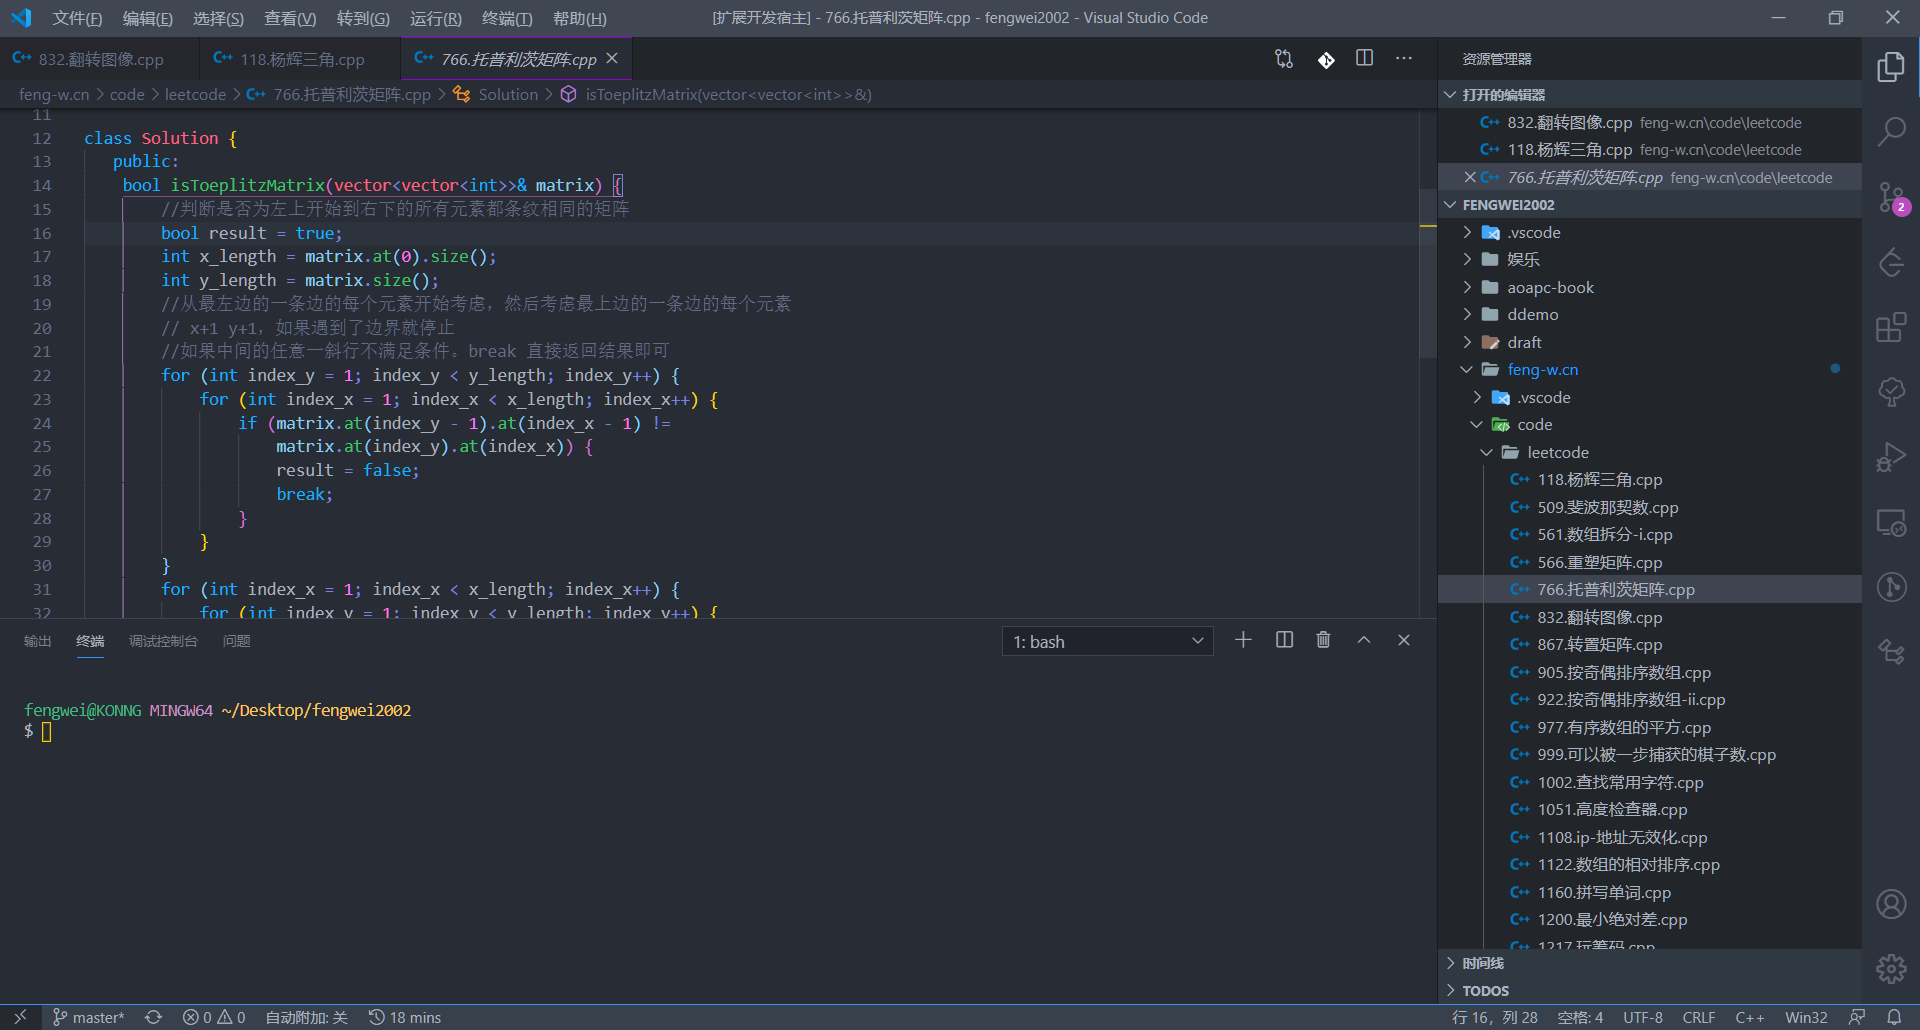 文件(F) 编辑(E) 选择(S) 查看(V) 转到(G) 运行(R) 终端(T) 帮助(H) [扩展开发宿主] - 766.托普利茨矩阵.cpp - fengwei2002 - Visual Studio Code
C++ 832.翻转图像.cpp C++ 118.杨辉三角.cpp C++ 766.托普利茨矩阵.cpp
feng-w.cn > code > leetcode > C++ 766.托普利茨矩阵.cpp > Solution > isToeplitzMatrix(vector<vector<int>>&)
11
12 class Solution {
13 public:
14 bool isToeplitzMatrix(vector<vector<int>>& matrix) {
15 //判断是否为左上开始到右下的所有元素都条纹相同的矩阵
16 bool result = true;
17 int x_length = matrix.at(0).size();
18 int y_length = matrix.size();
19 //从最左边的一条边的每个元素开始考虑，然后考虑最上边的一条边的每个元素
20 // x+1 y+1，如果遇到了边界就停止
21 //如果中间的任意一斜行不满足条件。break 直接返回结果即可
22 for (int index_y = 1; index_y < y_length; index_y++) {
23 for (int index_x = 1; index_x < x_length; index_x++) {
24 if (matrix.at(index_y - 1).at(index_x - 1) !=
25 matrix.at(index_y).at(index_x)) {
26 result = false;
27 break;
28 }
29 }
30 }
31 for (int index_x = 1; index_x < x_length; index_x++) {
32 for (int index_y = 1; index_y < y_length; index_y++) {
输出 终端 调试控制台 问题 1: bash
fengwei@KONNG MINGW64 ~/Desktop/fengwei2002
$
资源管理器
打开的编辑器
C++ 832.翻转图像.cpp feng-w.cn\code\leetcode
C++ 118.杨辉三角.cpp feng-w.cn\code\leetcode
C++ 766.托普利茨矩阵.cpp feng-w.cn\code\leetcode
FENGWEI2002
.vscode
娱乐
aoapc-book
ddemo
draft
feng-w.cn
.vscode
code
leetcode
C++ 118.杨辉三角.cpp
C++ 509.斐波那契数.cpp
C++ 561.数组拆分-i.cpp
C++ 566.重塑矩阵.cpp
C++ 766.托普利茨矩阵.cpp
C++ 832.翻转图像.cpp
C++ 867.转置矩阵.cpp
C++ 905.按奇偶排序数组.cpp
C++ 922.按奇偶排序数组-ii.cpp
C++ 977.有序数组的平方.cpp
C++ 999.可以被一步捕获的棋子数.cpp
C++ 1002.查找常用字符.cpp
C++ 1051.高度检查器.cpp
C++ 1108.ip-地址无效化.cpp
C++ 1122.数组的相对排序.cpp
C++ 1160.拼写单词.cpp
C++ 1200.最小绝对差.cpp
C++ 1217.玩筹码.cpp
时间线
TODOS
2
master* 0 0 自动附加: 关 18 mins 行 16，列 28 空格: 4 UTF-8 CRLF C++ Win32